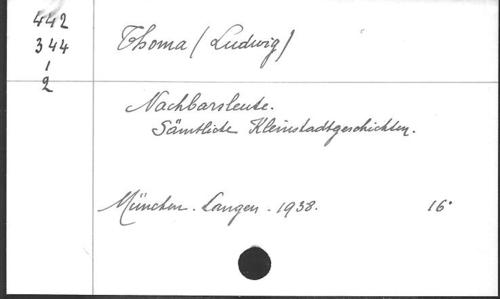 442
344
1
2
Thoma (Ludwig)
Nachbarsleute.
Sämtliche Kleinstadtgeschichten.
München. Langen. 1938. 16°